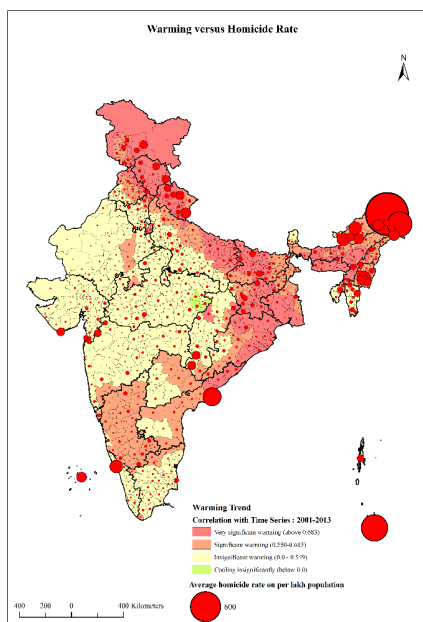 Warming versus Homicide Rate
N
Warming Trend
Correlation with Time Series : 2001-2013
Very significant warming (above 0.683)
Significant warming (0.550-0.683)
Insignificant warming (0.0 - 0.549)
Cooling insignificantly (below 0.0)
Average homicide rate on per lakh population
600
400 200 0 400 Kilometers